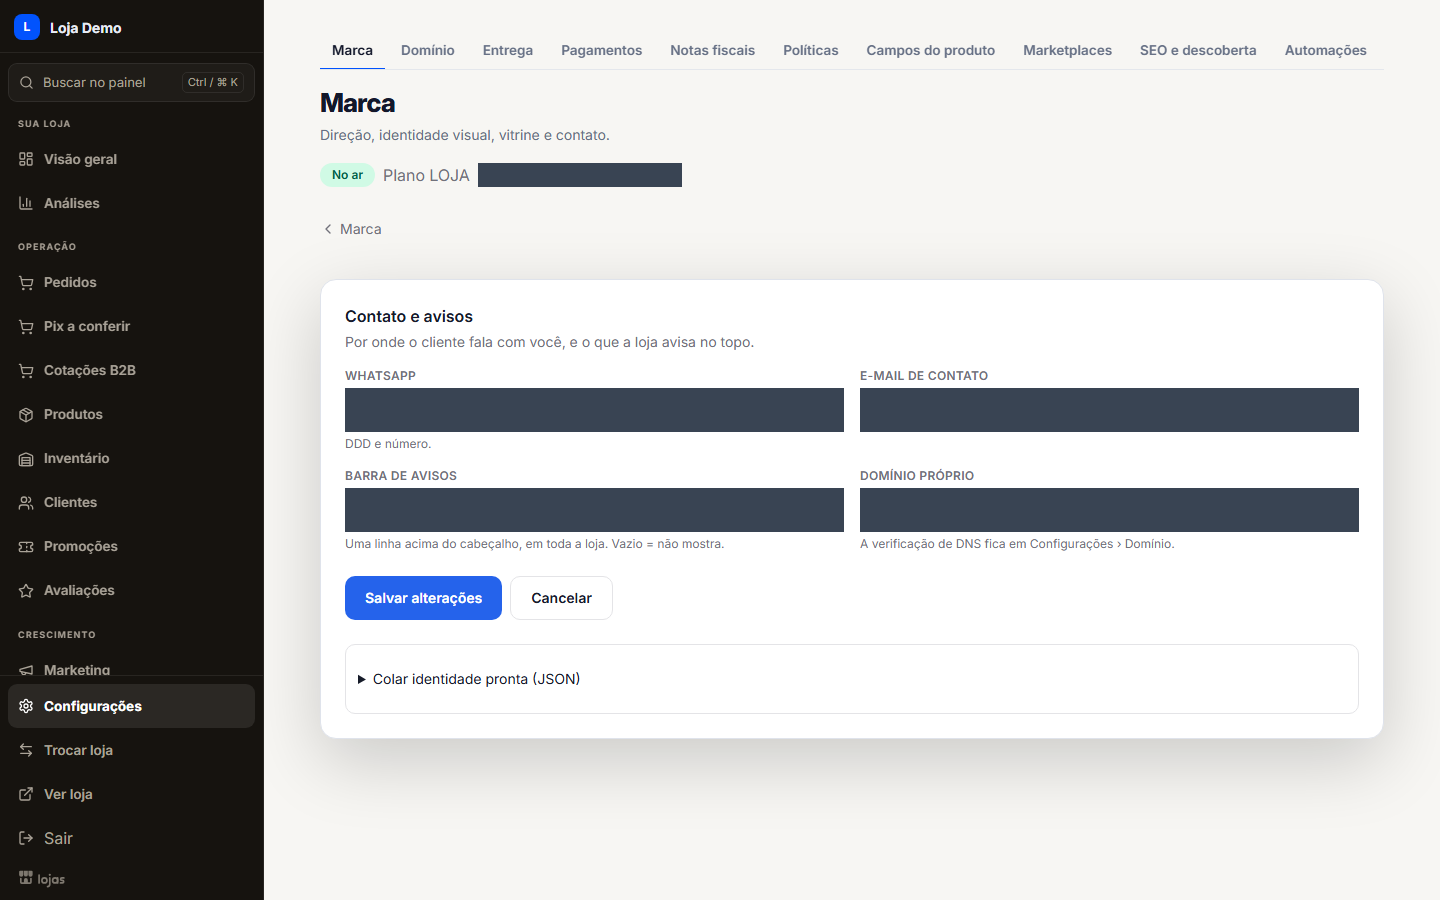 L Loja Demo
Buscar no painel Ctrl / ⌘ K
SUA LOJA
Visão geral
Análises
OPERAÇÃO
Pedidos
Pix a conferir
Cotações B2B
Produtos
Inventário
Clientes
Promoções
Avaliações
CRESCIMENTO
Marketing
Configurações
Trocar loja
Ver loja
Sair
lojas
Marca Domínio Entrega Pagamentos Notas fiscais Políticas Campos do produto Marketplaces SEO e descoberta Automações
Marca
Direção, identidade visual, vitrine e contato.
No ar Plano LOJA
Marca
Contato e avisos
Por onde o cliente fala com você, e o que a loja avisa no topo.
WHATSAPP E-MAIL DE CONTATO
DDD e número.
BARRA DE AVISOS DOMÍNIO PRÓPRIO
Uma linha acima do cabeçalho, em toda a loja. Vazio = não mostra. A verificação de DNS fica em Configurações › Domínio.
Salvar alterações Cancelar
Colar identidade pronta (JSON)